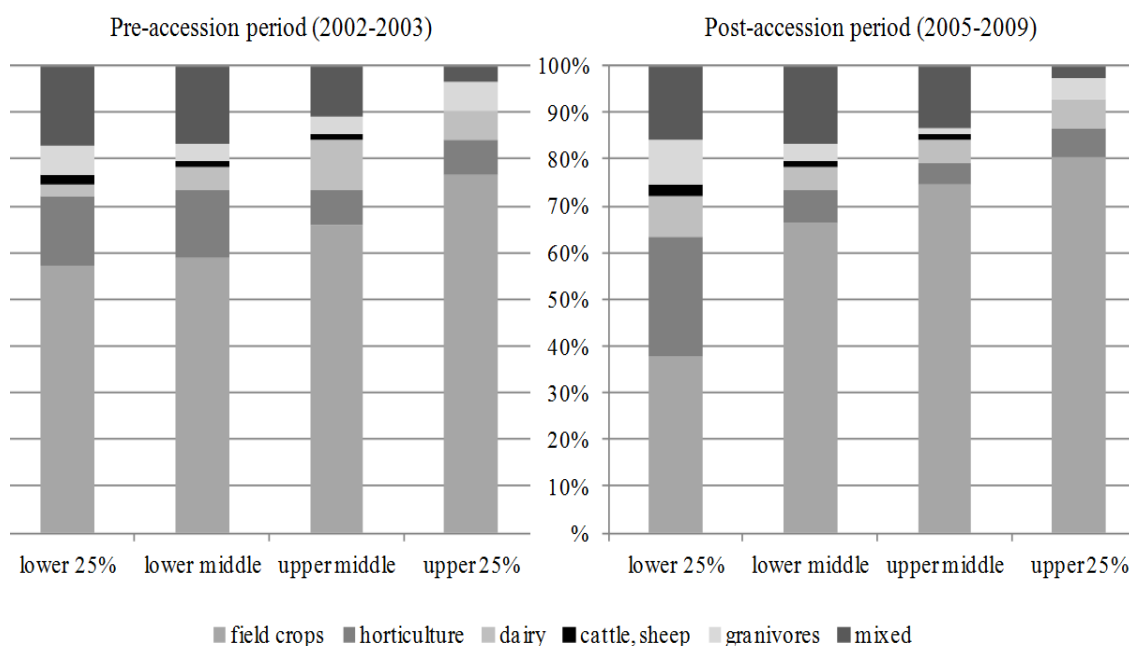 Pre-accession period (2002-2003)
Post-accession period (2005-2009)
100%
90%
80%
70%
60%
50%
40%
30%
20%
10%
%
lower 25% lower middle upper middle upper 25%
lower 25% lower middle upper middle upper 25%
field crops horticulture dairy cattle, sheep granivores mixed